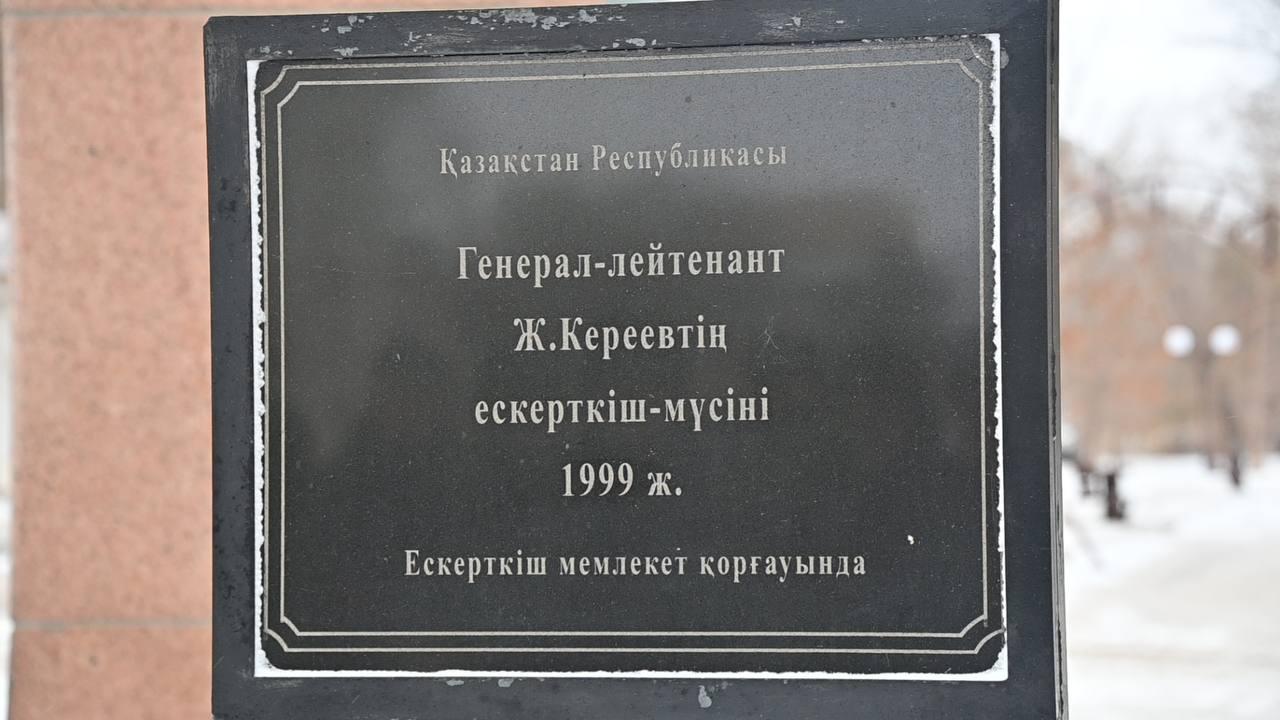 Қазақстан Республикасы
Генерал-лейтенант
Ж.Кереевтің
ескерткіш-мүсіні
1999 ж.
Ескерткіш мемлекет қорғауында